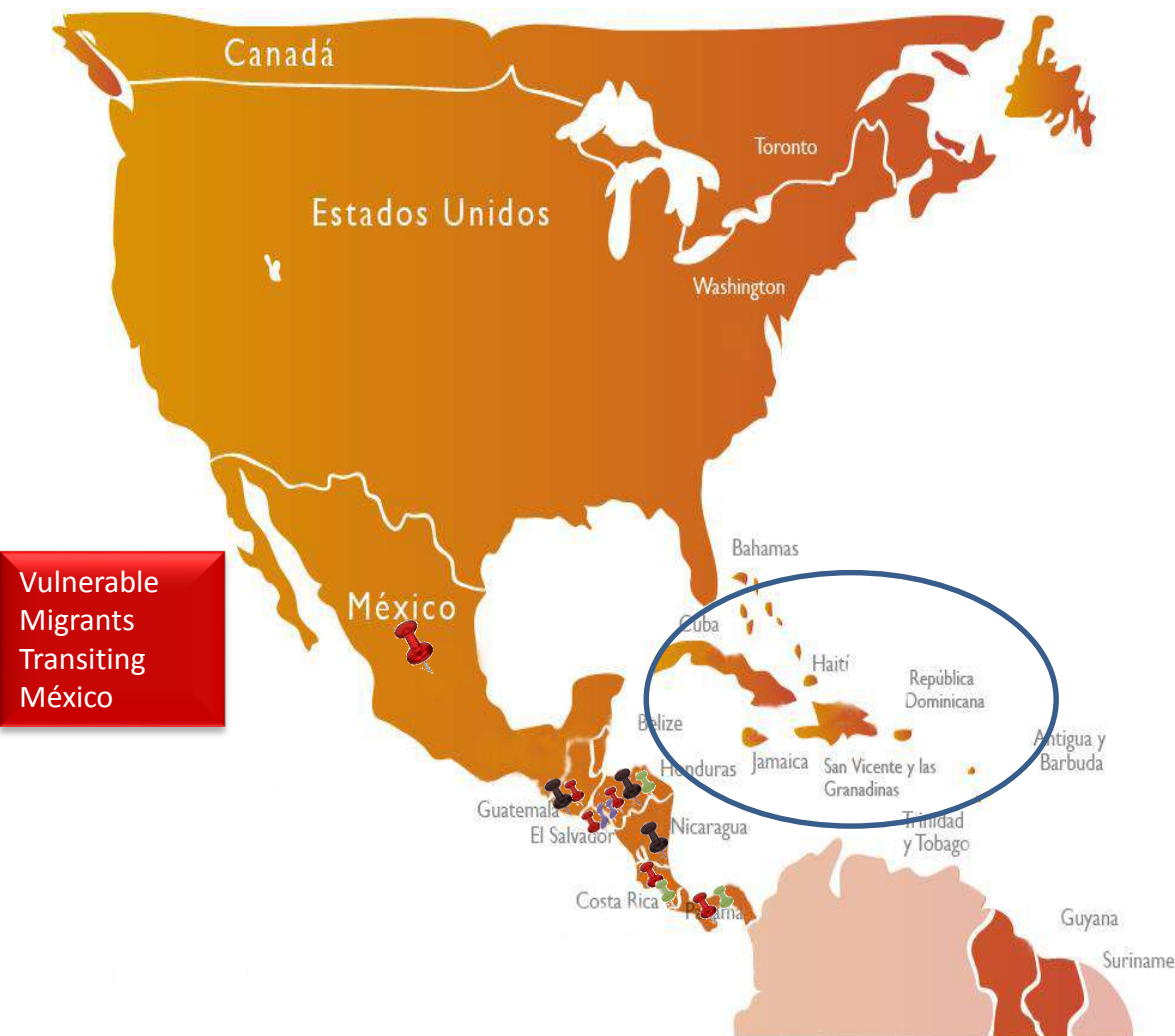 Canadá
Toronto
Estados Unidos
Washington
Bahamas
Vulnerable
Migrants
Transiting
México
México
Cuba
Haití
República
Dominicana
Belize
Antigua y
Barbuda
Honduras
Jamaica
San Vicente y las
Granadinas
Guatemala
El Salvador
Nicaragua
Trinidad
y Tobago
Costa Rica
Panama
Guyana
Suriname